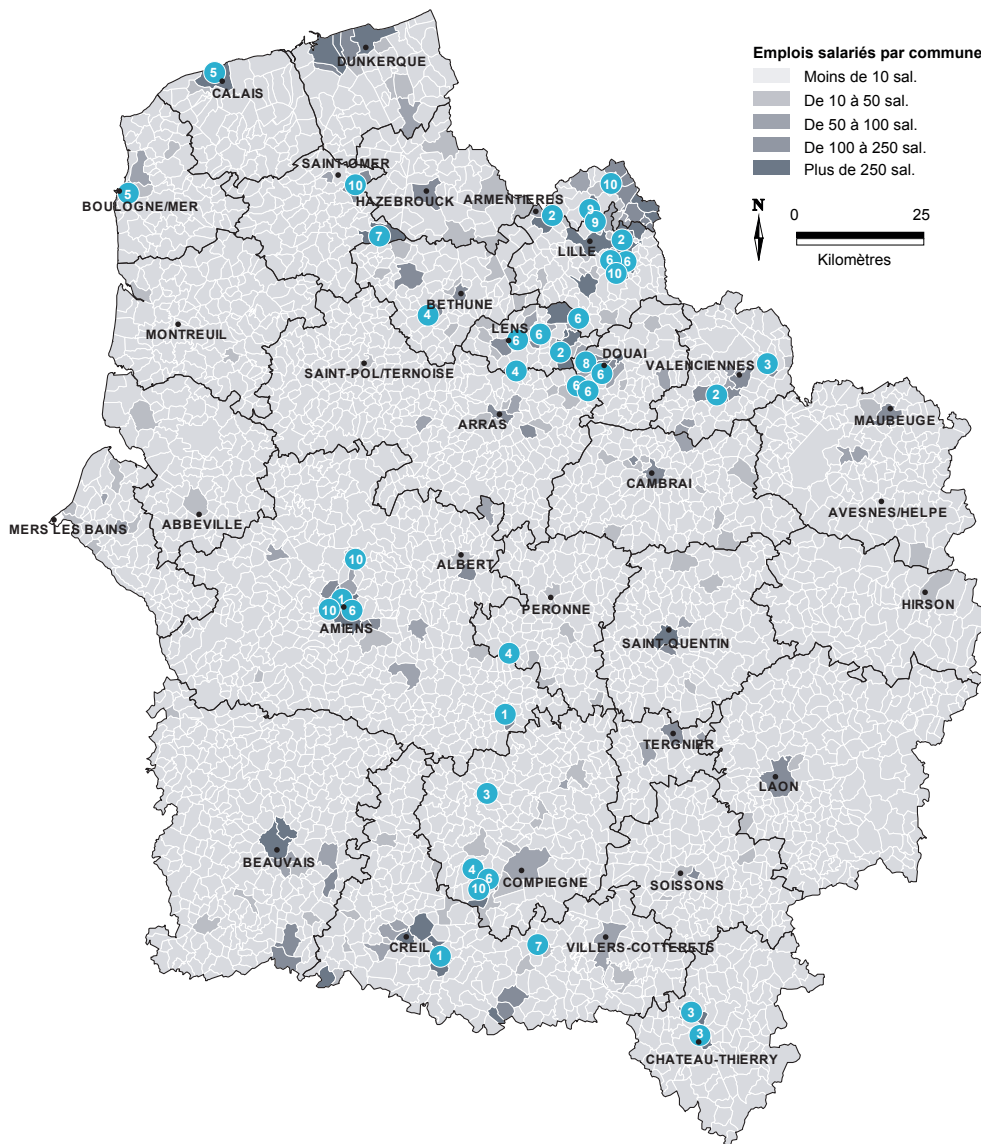 Emplois salariés par commune
Moins de 10 sal.
De 10 à 50 sal.
De 50 à 100 sal.
De 100 à 250 sal.
Plus de 250 sal.
N
0 25
Kilomètres
DUNKERQUE
5
CALAIS
SAINT-OMER
10
10
5
BOULOGNE/MER
HAZEBROUCK
ARMENTIERES
2
9
9
7
LILLE
2
6
6
10
BETHUNE
4
6
MONTREUIL
LENS
6
6
2
DOUAI
8
6
SAINT-POL/TERNOISE
4
VALENCIENNES
3
6
6
2
ARRAS
MAUBEUGE
CAMBRAI
AVESNES/HELPE
MERS LES BAINS
ABBEVILLE
10
ALBERT
1
10
6
AMIENS
PERONNE
HIRSON
SAINT-QUENTIN
4
1
TERGNIER
LAON
3
BEAUVAIS
4
6
10
COMPIEGNE
SOISSONS
CREIL
1
7
VILLERS-COTTERETS
3
3
CHATEAU-THIERRY